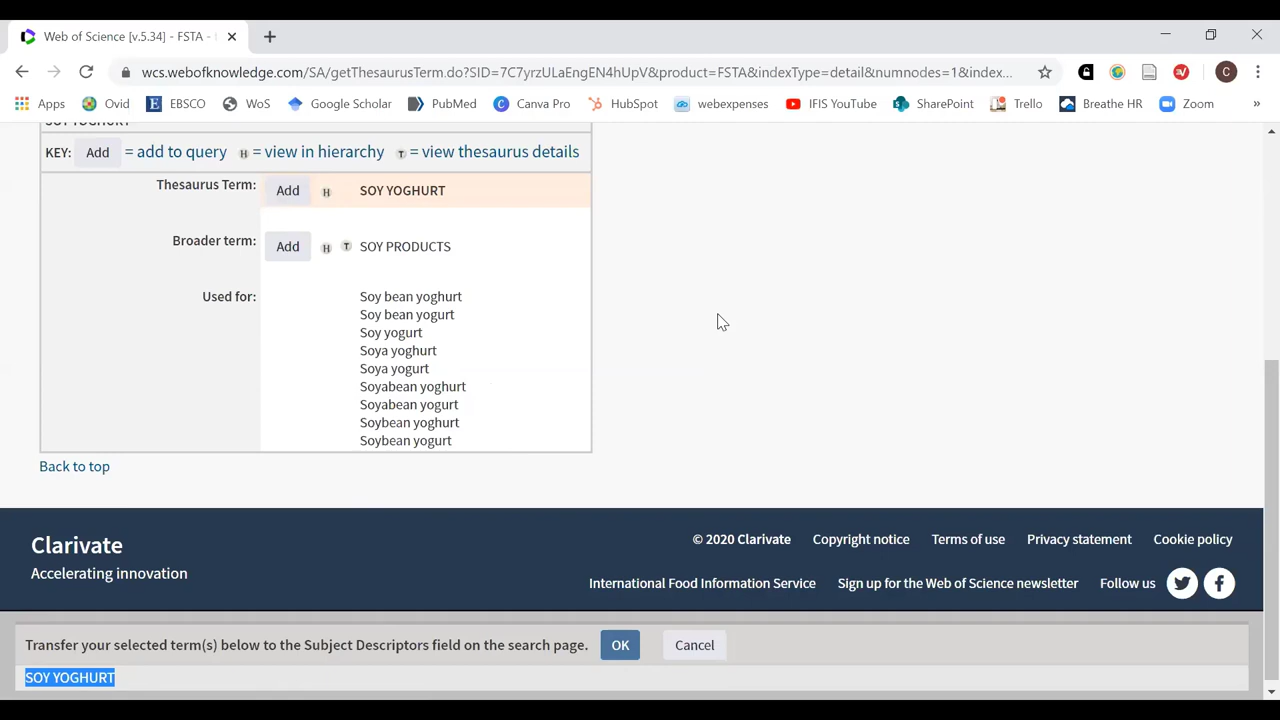 Web of Science [v.5.34] - FSTA -
wcs.webofknowledge.com/SA/getThesaurusTerm.do?SID=7C7yrzULaEngEN4hUpV&product=FSTA&indexType=detail&numnodes=1&index...
C
Apps Ovid EBSCO WoS Google Scholar PubMed Canva Pro HubSpot webexpenses IFIS YouTube SharePoint Trello Breathe HR Zoom »
SOY YOGHURT
KEY: Add = add to query H = view in hierarchy T = view thesaurus details
Thesaurus Term: Add H SOY YOGHURT
Broader term: Add H T SOY PRODUCTS
Used for: Soy bean yoghurt
Soy bean yogurt
Soy yogurt
Soya yoghurt
Soya yogurt
Soyabean yoghurt
Soyabean yogurt
Soybean yoghurt
Soybean yogurt
Back to top
Clarivate
Accelerating innovation
© 2020 Clarivate Copyright notice Terms of use Privacy statement Cookie policy
International Food Information Service Sign up for the Web of Science newsletter Follow us
Transfer your selected term(s) below to the Subject Descriptors field on the search page. OK Cancel
SOY YOGHURT